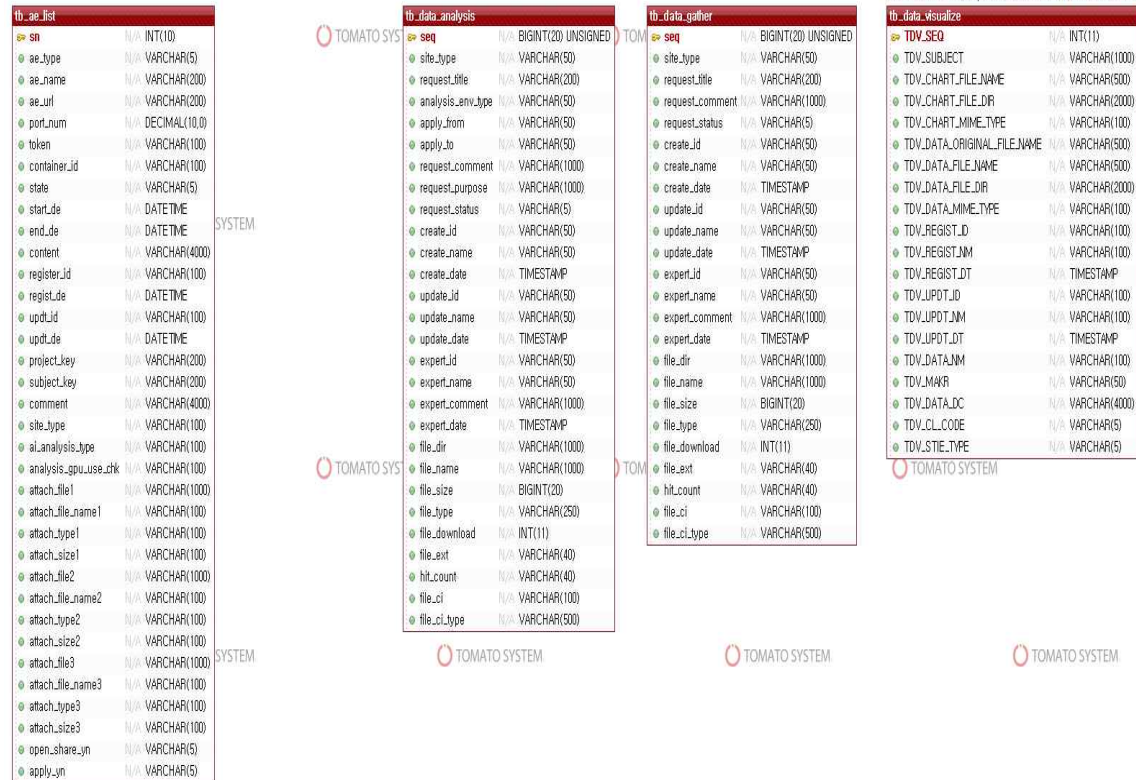 tb_ae_list
sn N/A INT(10)
ae_type N/A VARCHAR(5)
ae_name N/A VARCHAR(200)
ae_url N/A VARCHAR(200)
port_num N/A DECIMAL(10,0)
token N/A VARCHAR(100)
container_id N/A VARCHAR(100)
state N/A VARCHAR(5)
start_de N/A DATETIME
end_de N/A DATETIME
content N/A VARCHAR(4000)
register_id N/A VARCHAR(100)
regist_de N/A DATETIME
updt_id N/A VARCHAR(100)
updt_de N/A DATETIME
project_key N/A VARCHAR(200)
subject_key N/A VARCHAR(200)
comment N/A VARCHAR(4000)
site_type N/A VARCHAR(100)
ai_analysis_type N/A VARCHAR(100)
analysis_gpu_use_chk N/A VARCHAR(100)
attach_file1 N/A VARCHAR(1000)
attach_file_name1 N/A VARCHAR(100)
attach_type1 N/A VARCHAR(100)
attach_size1 N/A VARCHAR(100)
attach_file2 N/A VARCHAR(1000)
attach_file_name2 N/A VARCHAR(100)
attach_type2 N/A VARCHAR(100)
attach_size2 N/A VARCHAR(100)
attach_file3 N/A VARCHAR(1000)
attach_file_name3 N/A VARCHAR(100)
attach_type3 N/A VARCHAR(100)
attach_size3 N/A VARCHAR(100)
open_share_yn N/A VARCHAR(5)
apply_yn N/A VARCHAR(5)
tb_data_analysis
seq N/A BIGINT(20) UNSIGNED
site_type N/A VARCHAR(50)
request_title N/A VARCHAR(200)
analysis_env_type N/A VARCHAR(50)
apply_from N/A VARCHAR(50)
apply_to N/A VARCHAR(50)
request_comment N/A VARCHAR(1000)
request_purpose N/A VARCHAR(1000)
request_status N/A VARCHAR(5)
create_id N/A VARCHAR(50)
create_name N/A VARCHAR(50)
create_date N/A TIMESTAMP
update_id N/A VARCHAR(50)
update_name N/A VARCHAR(50)
update_date N/A TIMESTAMP
expert_id N/A VARCHAR(50)
expert_name N/A VARCHAR(50)
expert_comment N/A VARCHAR(1000)
expert_date N/A TIMESTAMP
file_dir N/A VARCHAR(1000)
file_name N/A VARCHAR(1000)
file_size N/A BIGINT(20)
file_type N/A VARCHAR(250)
file_download N/A INT(11)
file_ext N/A VARCHAR(40)
hit_count N/A VARCHAR(40)
file_ci N/A VARCHAR(100)
file_ci_type N/A VARCHAR(500)
tb_data_gather
seq N/A BIGINT(20) UNSIGNED
site_type N/A VARCHAR(50)
request_title N/A VARCHAR(200)
request_comment N/A VARCHAR(1000)
request_status N/A VARCHAR(5)
create_id N/A VARCHAR(50)
create_name N/A VARCHAR(50)
create_date N/A TIMESTAMP
update_id N/A VARCHAR(50)
update_name N/A VARCHAR(50)
update_date N/A TIMESTAMP
expert_id N/A VARCHAR(50)
expert_name N/A VARCHAR(50)
expert_comment N/A VARCHAR(1000)
expert_date N/A TIMESTAMP
file_dir N/A VARCHAR(1000)
file_name N/A VARCHAR(1000)
file_size N/A BIGINT(20)
file_type N/A VARCHAR(250)
file_download N/A INT(11)
file_ext N/A VARCHAR(40)
hit_count N/A VARCHAR(40)
file_ci N/A VARCHAR(100)
file_ci_type N/A VARCHAR(500)
tb_data_visualize
TDV_SEQ N/A INT(11)
TDV_SUBJECT N/A VARCHAR(1000)
TDV_CHART_FILE_NAME N/A VARCHAR(500)
TDV_CHART_FILE_DIR N/A VARCHAR(2000)
TDV_CHART_MIME_TYPE N/A VARCHAR(100)
TDV_DATA_ORIGINAL_FILE_NAME N/A VARCHAR(500)
TDV_DATA_FILE_NAME N/A VARCHAR(500)
TDV_DATA_FILE_DIR N/A VARCHAR(2000)
TDV_DATA_MIME_TYPE N/A VARCHAR(100)
TDV_REGIST_ID N/A VARCHAR(100)
TDV_REGIST_NM N/A VARCHAR(100)
TDV_REGIST_DT N/A TIMESTAMP
TDV_UPDT_ID N/A VARCHAR(100)
TDV_UPDT_NM N/A VARCHAR(100)
TDV_UPDT_DT N/A TIMESTAMP
TDV_DATA_NM N/A VARCHAR(100)
TDV_MAKR N/A VARCHAR(50)
TDV_DATA_DC N/A VARCHAR(4000)
TDV_CL_CODE N/A VARCHAR(5)
TDV_STIE_TYPE N/A VARCHAR(5)
TOMATO SYS
TOM
SYSTEM
TOMATO SYS
TOM
TOMATO SYSTEM
SYSTEM
TOMATO SYSTEM
TOMATO SYSTEM
TOMATO SYSTEM